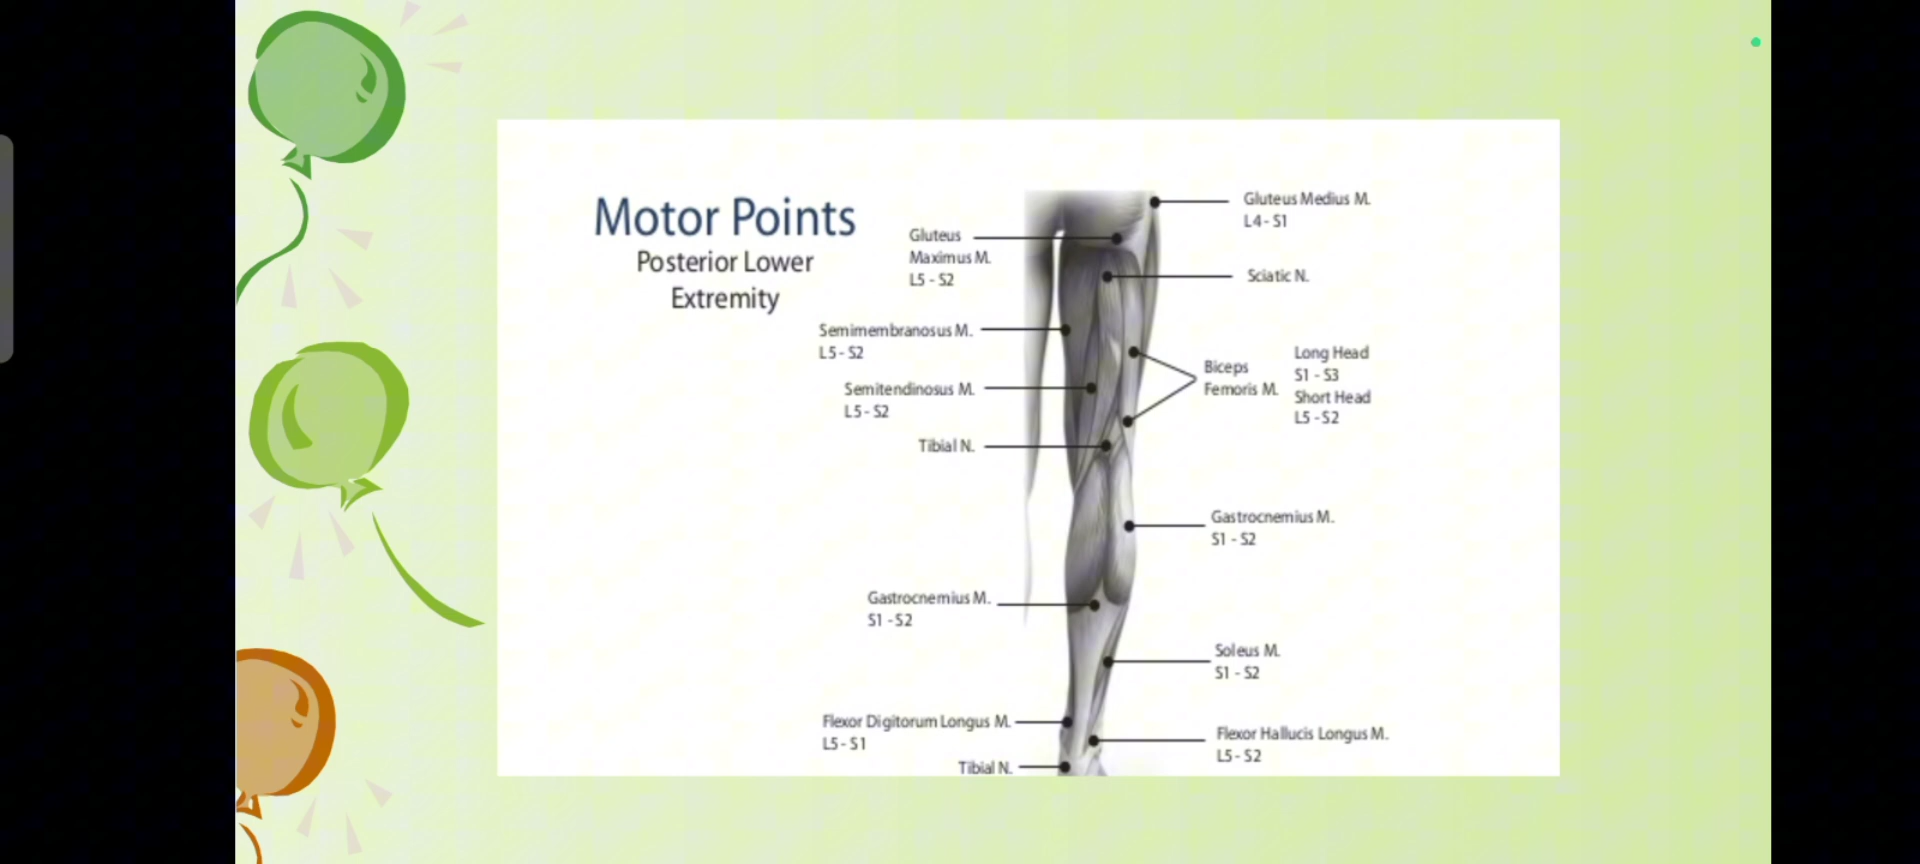 Motor Points
Posterior Lower
Extremity
Gluteus
Maximus M.
L5 - S2
Semimembranosus M.
L5 - S2
Semitendinosus M.
L5 - S2
Tibial N.
Gastrocnemius M.
S1 - S2
Flexor Digitorum Longus M.
L5 - S1
Tibial N.
Gluteus Medius M.
L4 - S1
Sciatic N.
Biceps
Femoris M.
Long Head
S1 - S3
Short Head
L5 - S2
Gastrocnemius M.
S1 - S2
Soleus M.
S1 - S2
Flexor Hallucis Longus M.
L5 - S2